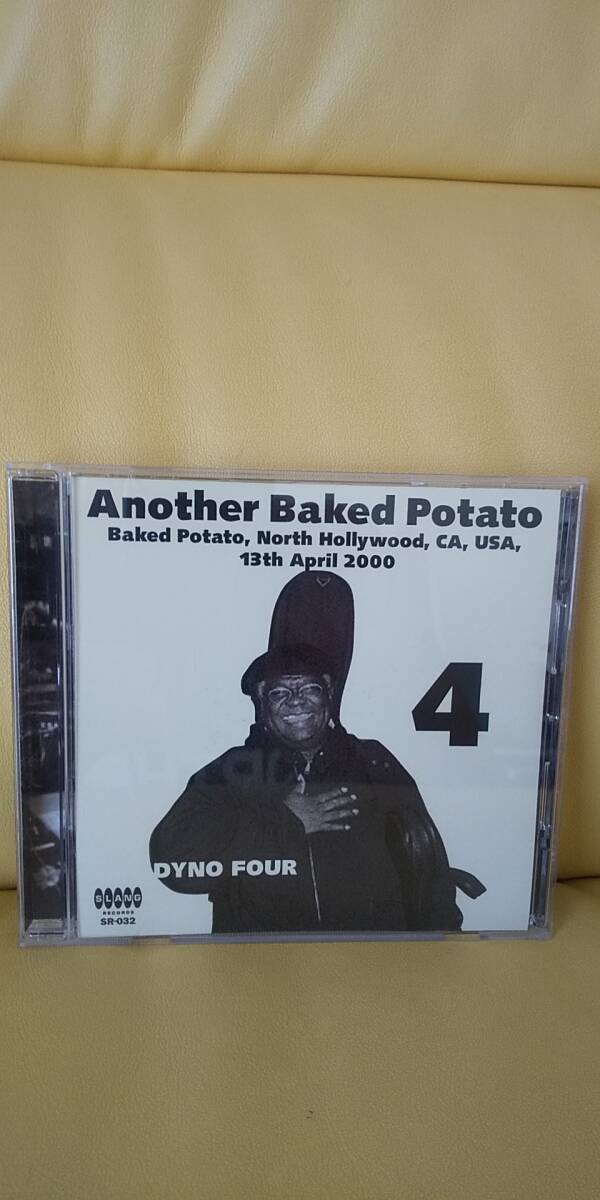 Another Baked Potato
Baked Potato, North Hollywood, CA, USA,
13th April 2000
4
DYNO FOUR
SLANG
RECORDS
SR-032